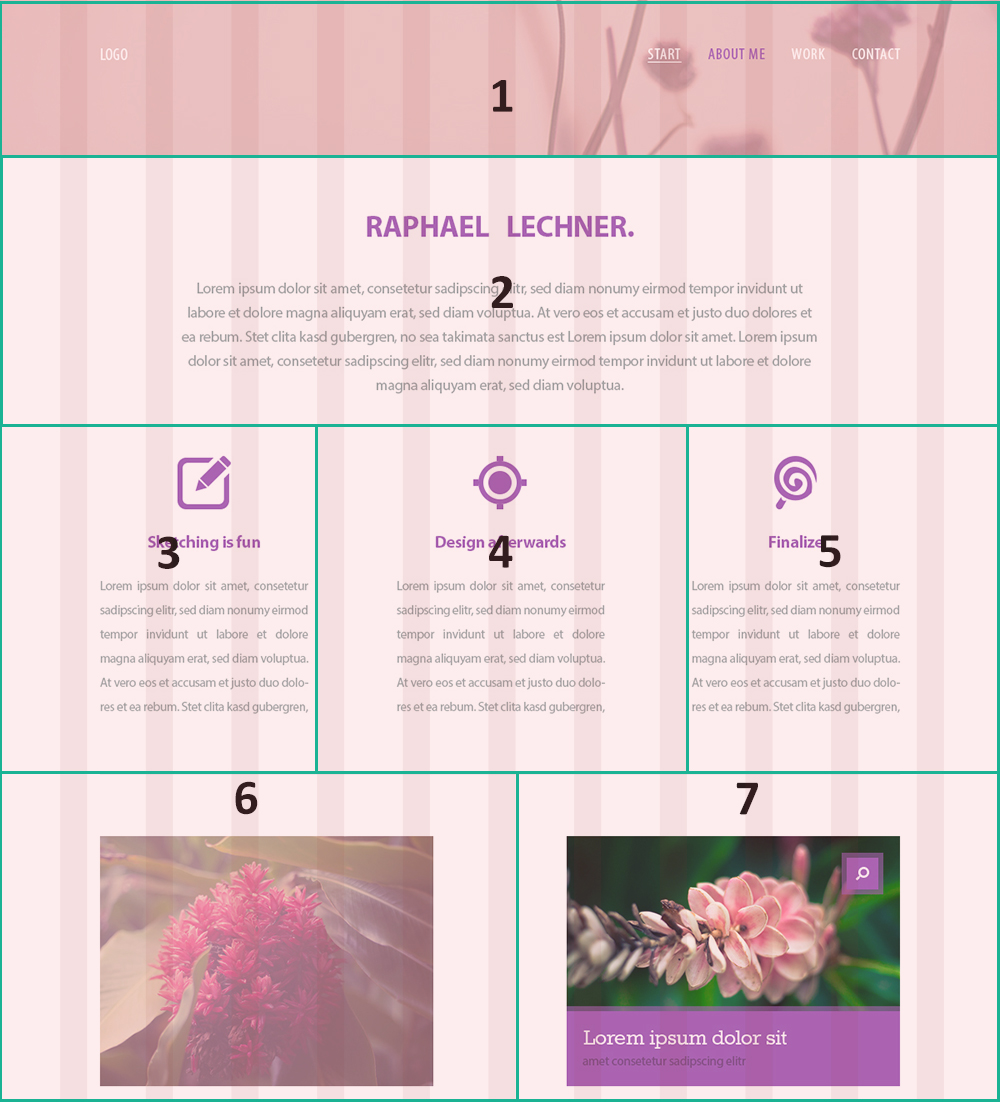 LOGO
START ABOUT ME WORK CONTACT
1
RAPHAEL LECHNER.
2
Lorem ipsum dolor sit amet, consetetur sadipscing elitr, sed diam nonumy eirmod tempor invidunt ut
labore et dolore magna aliquyam erat, sed diam voluptua. At vero eos et accusam et justo duo dolores et
ea rebum. Stet clita kasd gubergren, no sea takimata sanctus est Lorem ipsum dolor sit amet. Lorem ipsum
dolor sit amet, consetetur sadipscing elitr, sed diam nonumy eirmod tempor invidunt ut labore et dolore
magna aliquyam erat, sed diam voluptua.
Sketching is fun
3
Lorem ipsum dolor sit amet, consetetur
sadipscing elitr, sed diam nonumy eirmod
tempor invidunt ut labore et dolore
magna aliquyam erat, sed diam voluptua.
At vero eos et accusam et justo duo dolo-
res et ea rebum. Stet clita kasd gubergren,
Design afterwards
4
Lorem ipsum dolor sit amet, consetetur
sadipscing elitr, sed diam nonumy eirmod
tempor invidunt ut labore et dolore
magna aliquyam erat, sed diam voluptua.
At vero eos et accusam et justo duo dolo-
res et ea rebum. Stet clita kasd gubergren,
Finalize
5
Lorem ipsum dolor sit amet, consetetur
sadipscing elitr, sed diam nonumy eirmod
tempor invidunt ut labore et dolore
magna aliquyam erat, sed diam voluptua.
At vero eos et accusam et justo duo dolo-
res et ea rebum. Stet clita kasd gubergren,
6
7
Lorem ipsum dolor sit
amet consetetur sadipscing elitr